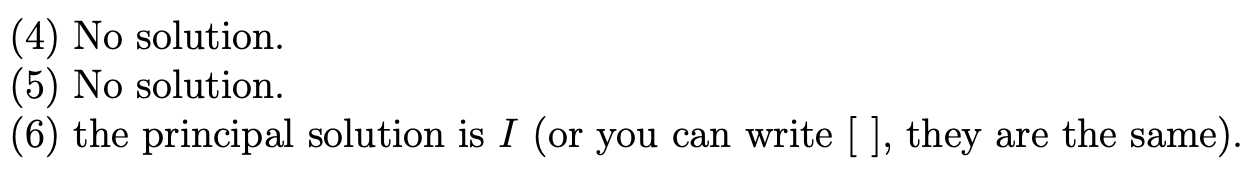 (4) No solution.
(5) No solution.
(6) the principal solution is I (or you can write [ ], they are the same).